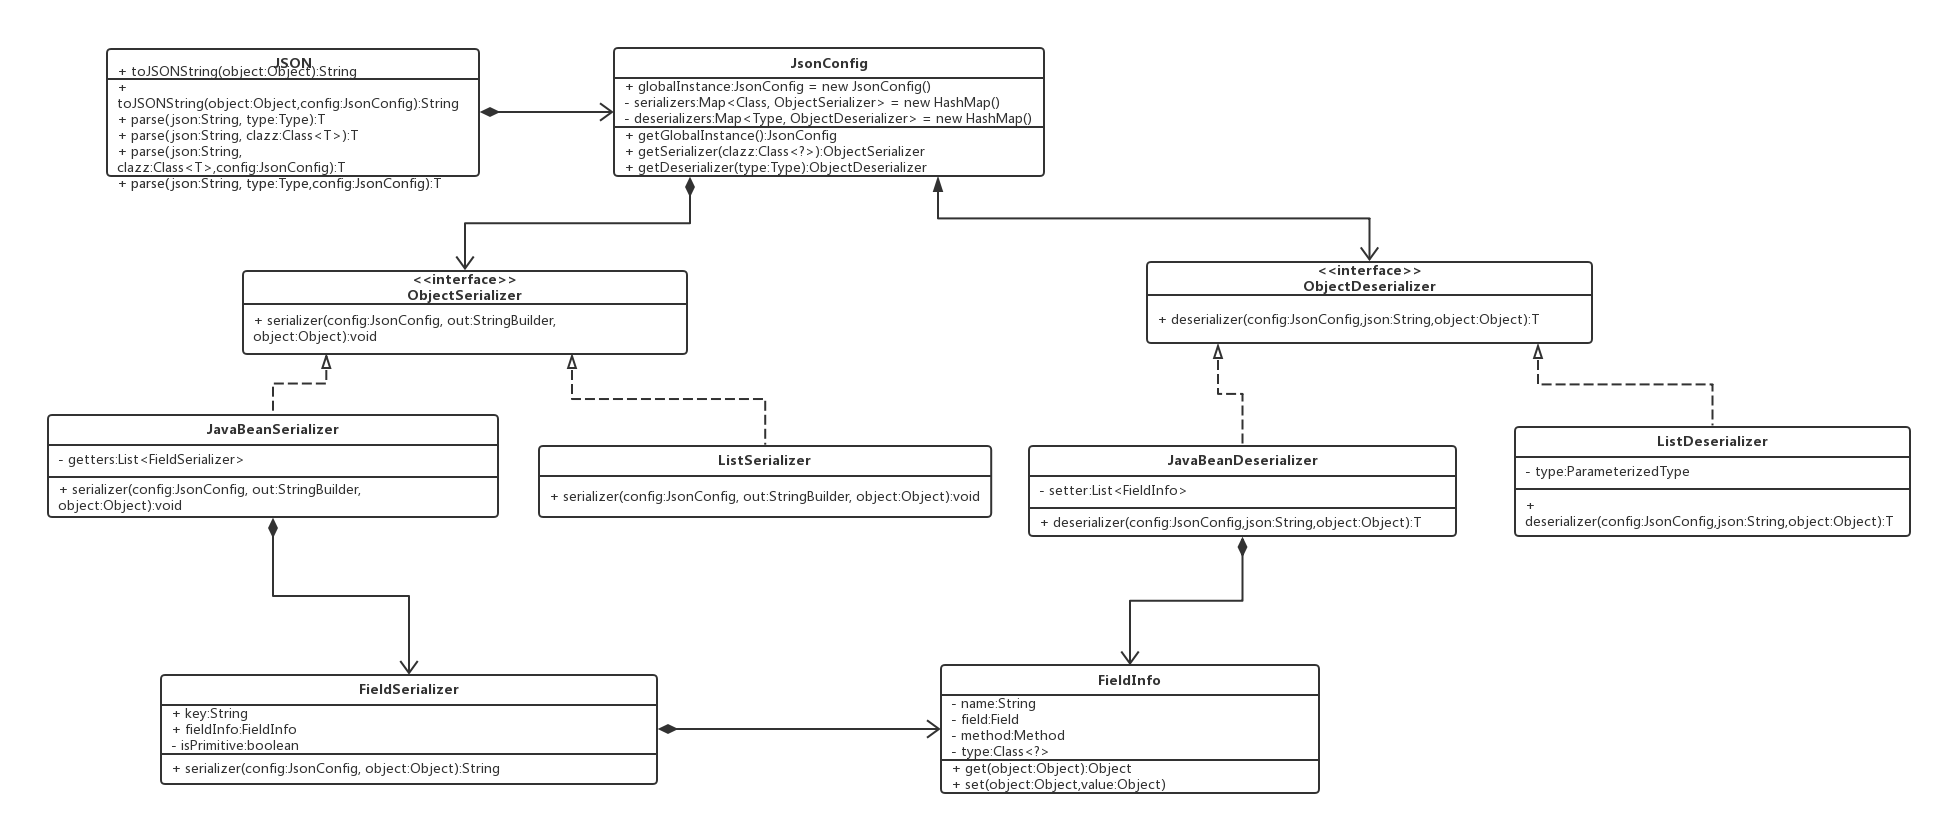 JSON
+ toJSONString(object:Object):String
+
toJSONString(object:Object,config:JsonConfig):String
+ parse(json:String, type:Type):T
+ parse(json:String, clazz:Class<T>):T
+ parse(json:String,
clazz:Class<T>,config:JsonConfig):T
+ parse(json:String, type:Type,config:JsonConfig):T
JsonConfig
+ globalInstance:JsonConfig = new JsonConfig()
- serializers:Map<Class, ObjectSerializer> = new HashMap()
- deserializers:Map<Type, ObjectDeserializer> = new HashMap()
+ getGlobalInstance():JsonConfig
+ getSerializer(clazz:Class<?>):ObjectSerializer
+ getDeserializer(type:Type):ObjectDeserializer
<<interface>>
ObjectSerializer
+ serializer(config:JsonConfig, out:StringBuilder,
object:Object):void
<<interface>>
ObjectDeserializer
+ deserializer(config:JsonConfig,json:String,object:Object):T
JavaBeanSerializer
- getters:List<FieldSerializer>
+ serializer(config:JsonConfig, out:StringBuilder,
object:Object):void
ListSerializer
+ serializer(config:JsonConfig, out:StringBuilder, object:Object):void
JavaBeanDeserializer
- setter:List<FieldInfo>
+ deserializer(config:JsonConfig,json:String,object:Object):T
ListDeserializer
- type:ParameterizedType
+
deserializer(config:JsonConfig,json:String,object:Object):T
FieldSerializer
+ key:String
+ fieldInfo:FieldInfo
- isPrimitive:boolean
+ serializer(config:JsonConfig, object:Object):String
FieldInfo
- name:String
- field:Field
- method:Method
- type:Class<?>
+ get(object:Object):Object
+ set(object:Object,value:Object)